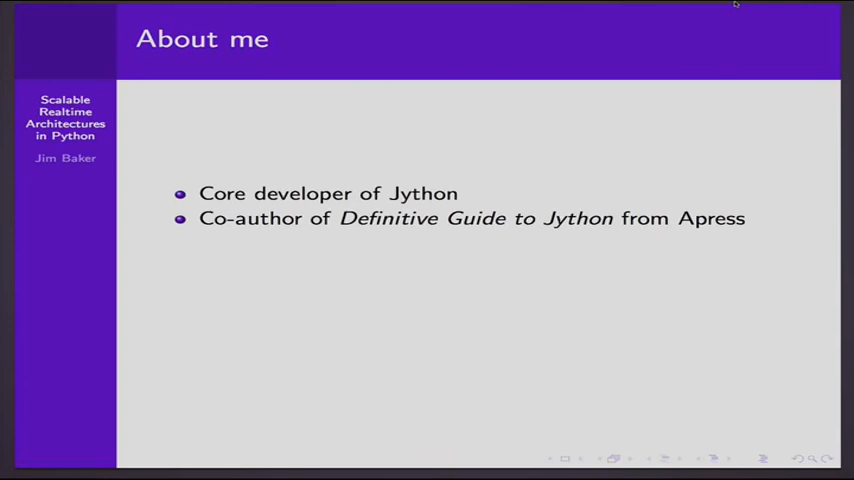 About me
Scalable
Realtime
Architectures
in Python
Jim Baker
Core developer of Jython
Co-author of Definitive Guide to Jython from Apress